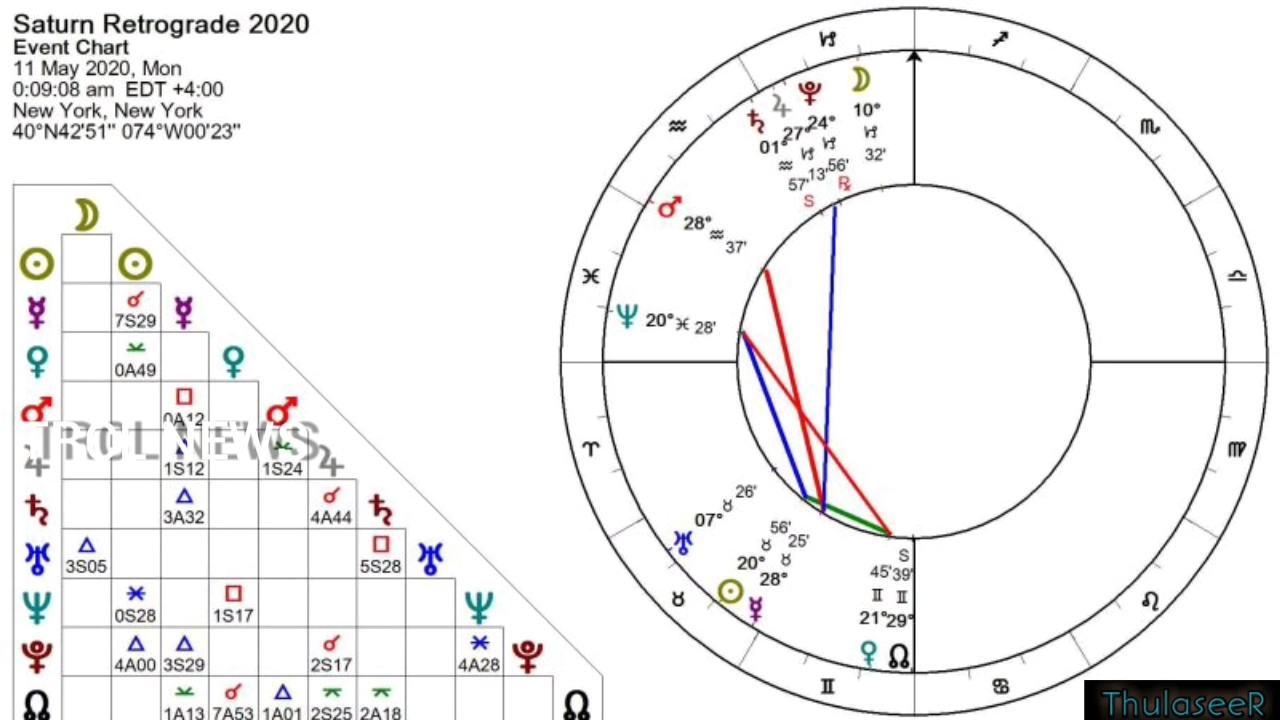 Saturn Retrograde 2020
Event Chart
11 May 2020, Mon
0:09:08 am EDT +4:00
New York, New York
40°N42'51" 074°W00'23"
7S29
0A49
0A12
TROL NEWS
1S12 1S24
3A32 4A44
3S05 5S28
0S28 1S17
4A00 3S29 2S17 4A28
1A13 7A53 1A01 2S25 2A18
10° ♑ 32'
24° ♑ 56' ℞
27° ♑ 13'
01° ♒ 57' S
28° ♒ 37'
20° ♓ 28'
07° ♉ 26'
20° ♉ 56'
28° ♉ 25'
21° ♊ 45'
29° ♊ 39' S
ThulaseeR